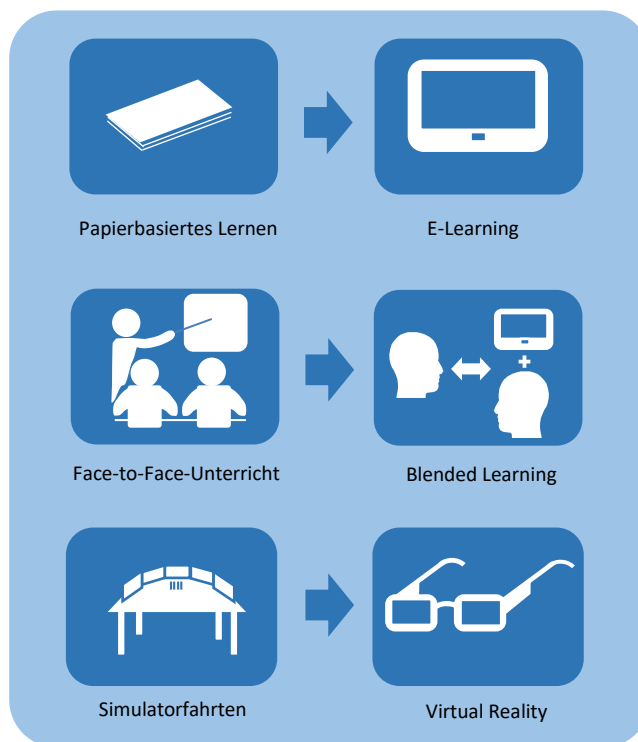 Papierbasiertes Lernen
E-Learning
Face-to-Face-Unterricht
Blended Learning
Simulatorfahrten
Virtual Reality